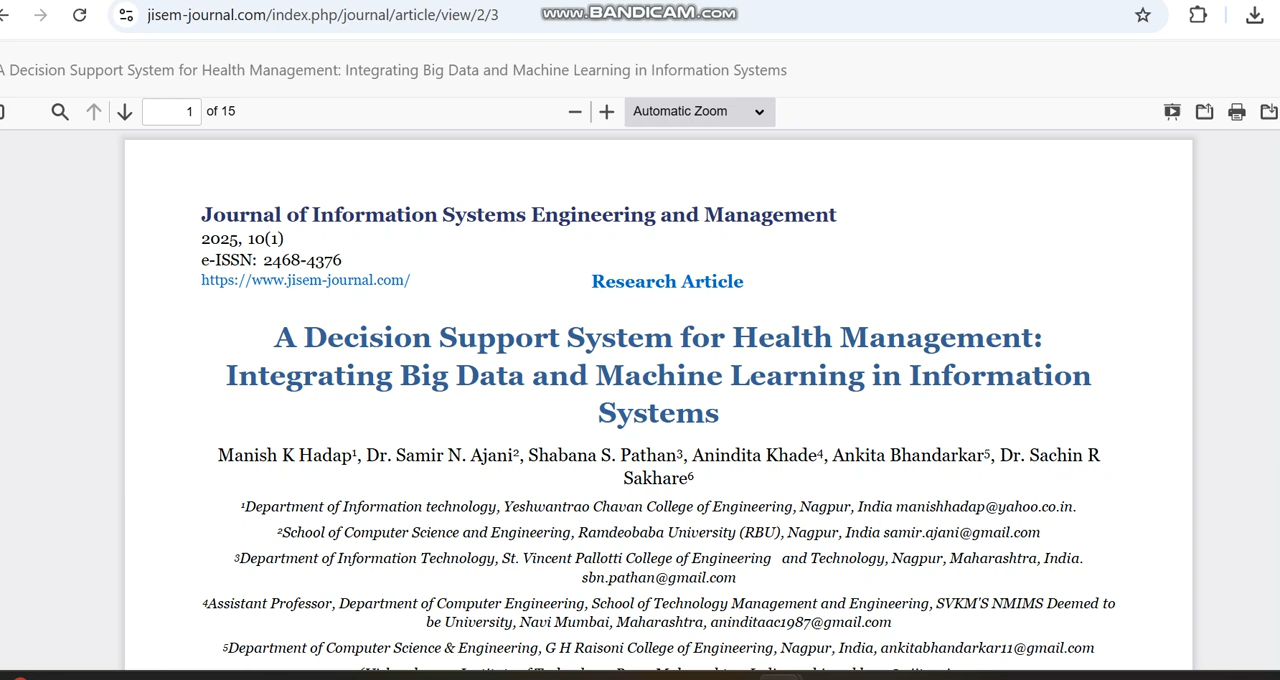 jisem-journal.com/index.php/journal/article/view/2/3
www.BANDICAM.com
A Decision Support System for Health Management: Integrating Big Data and Machine Learning in Information Systems
1 of 15
Automatic Zoom
Journal of Information Systems Engineering and Management
2025, 10(1)
e-ISSN: 2468-4376
https://www.jisem-journal.com/
Research Article
A Decision Support System for Health Management:
Integrating Big Data and Machine Learning in Information
Systems
Manish K Hadap¹, Dr. Samir N. Ajani², Shabana S. Pathan³, Anindita Khade⁴, Ankita Bhandarkar⁵, Dr. Sachin R
Sakhare⁶
¹Department of Information technology, Yeshwantrao Chavan College of Engineering, Nagpur, India manishhadap@yahoo.co.in.
²School of Computer Science and Engineering, Ramdeobaba University (RBU), Nagpur, India samir.ajani@gmail.com
³Department of Information Technology, St. Vincent Pallotti College of Engineering and Technology, Nagpur, Maharashtra, India.
sbn.pathan@gmail.com
⁴Assistant Professor, Department of Computer Engineering, School of Technology Management and Engineering, SVKM'S NMIMS Deemed to
be University, Navi Mumbai, Maharashtra, aninditaac1987@gmail.com
⁵Department of Computer Science & Engineering, G H Raisoni College of Engineering, Nagpur, India, ankitabhandarkar11@gmail.com